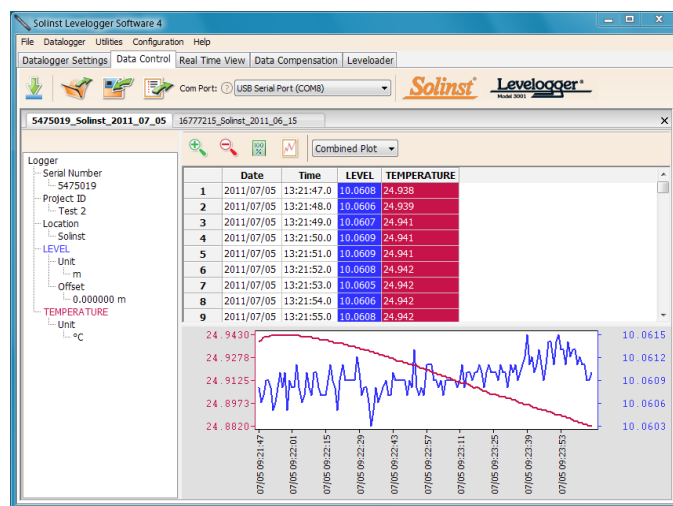 Solinst Levelogger Software 4
File Datalogger Utilities Configuration Help
Datalogger Settings Data Control Real Time View Data Compensation Leveloader
Com Port: ? USB Serial Port (COM8) Solinst Levelogger®
Model 3001
5475019_Solinst_2011_07_05 16777215_Solinst_2011_06_15 x
100 %
Combined Plot
Logger
Serial Number
5475019
Project ID
Test 2
Location
Solinst
LEVEL
Unit
m
Offset
0.000000 m
TEMPERATURE
Unit
°C
Date Time LEVEL TEMPERATURE
1 2011/07/05 13:21:47.0 10.0608 24.938
2 2011/07/05 13:21:48.0 10.0606 24.939
3 2011/07/05 13:21:49.0 10.0607 24.941
4 2011/07/05 13:21:50.0 10.0609 24.941
5 2011/07/05 13:21:51.0 10.0609 24.941
6 2011/07/05 13:21:52.0 10.0608 24.942
7 2011/07/05 13:21:53.0 10.0605 24.942
8 2011/07/05 13:21:54.0 10.0606 24.942
9 2011/07/05 13:21:55.0 10.0608 24.942
24.9430 10.0615
24.9278 10.0612
24.9125 10.0609
24.8973 10.0606
24.8820 10.0603
07/05 09:21:47
07/05 09:22:01
07/05 09:22:15
07/05 09:22:29
07/05 09:22:43
07/05 09:22:57
07/05 09:23:11
07/05 09:23:25
07/05 09:23:39
07/05 09:23:53